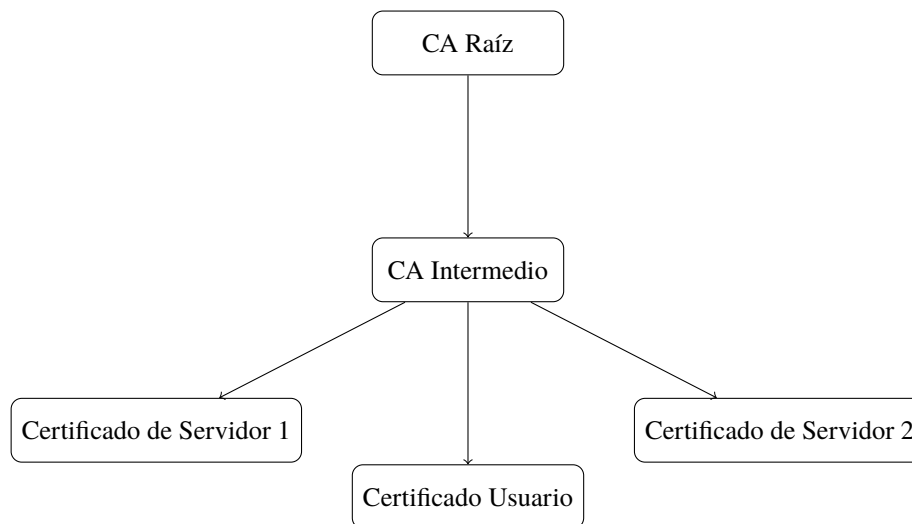 CA Raíz
CA Intermedio
Certificado de Servidor 1
Certificado de Servidor 2
Certificado Usuario